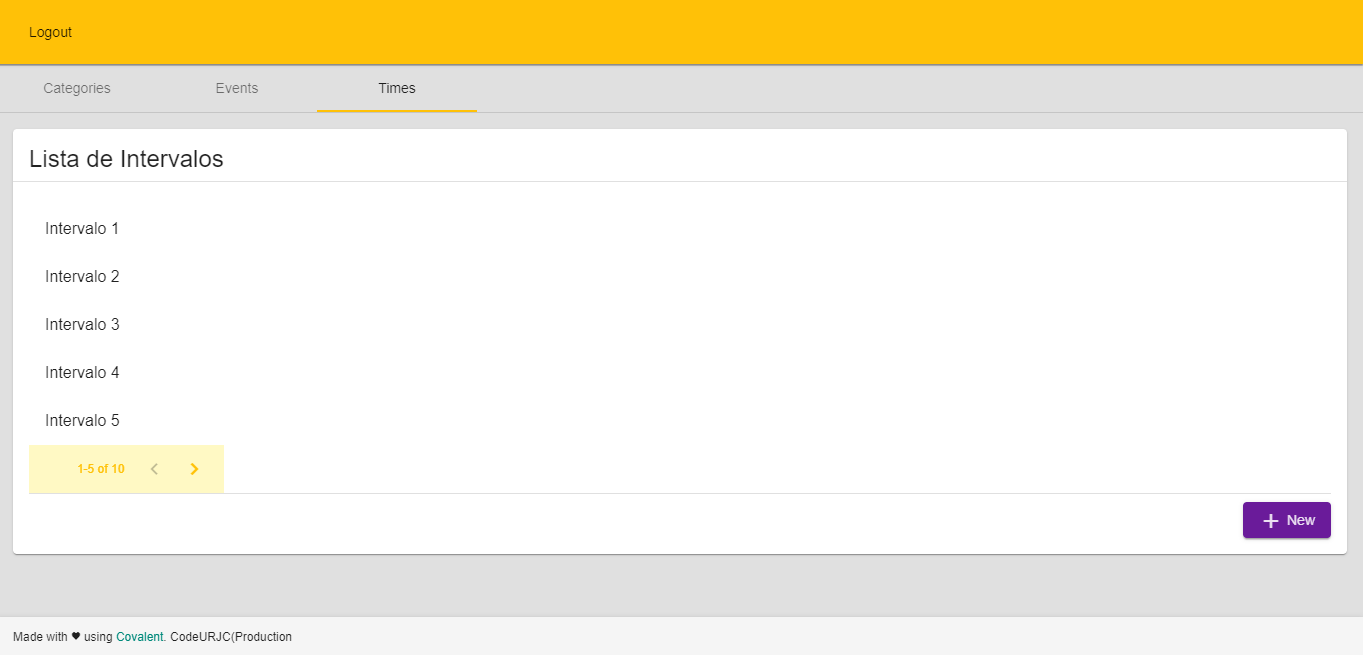 Logout
Categories Events Times
Lista de Intervalos
Intervalo 1
Intervalo 2
Intervalo 3
Intervalo 4
Intervalo 5
1-5 of 10
New
Made with ♥ using Covalent. CodeURJC(Production